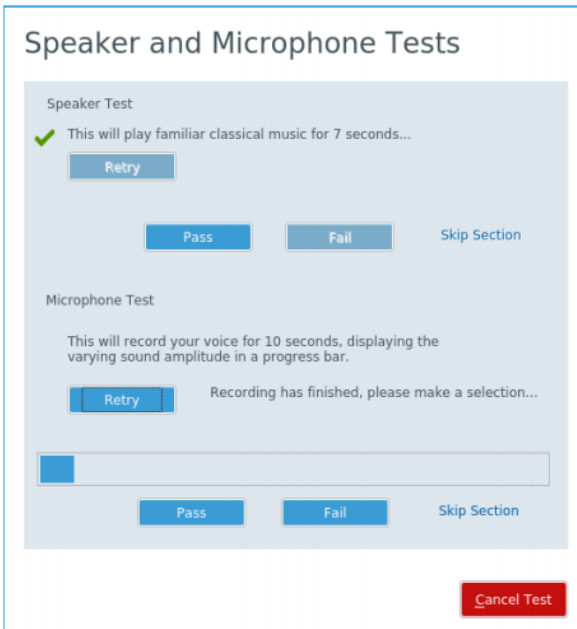 Speaker and Microphone Tests
Speaker Test
This will play familiar classical music for 7 seconds...
Retry
Pass Fail Skip Section
Microphone Test
This will record your voice for 10 seconds, displaying the
varying sound amplitude in a progress bar.
Retry Recording has finished, please make a selection...
Pass Fail Skip Section
Cancel Test